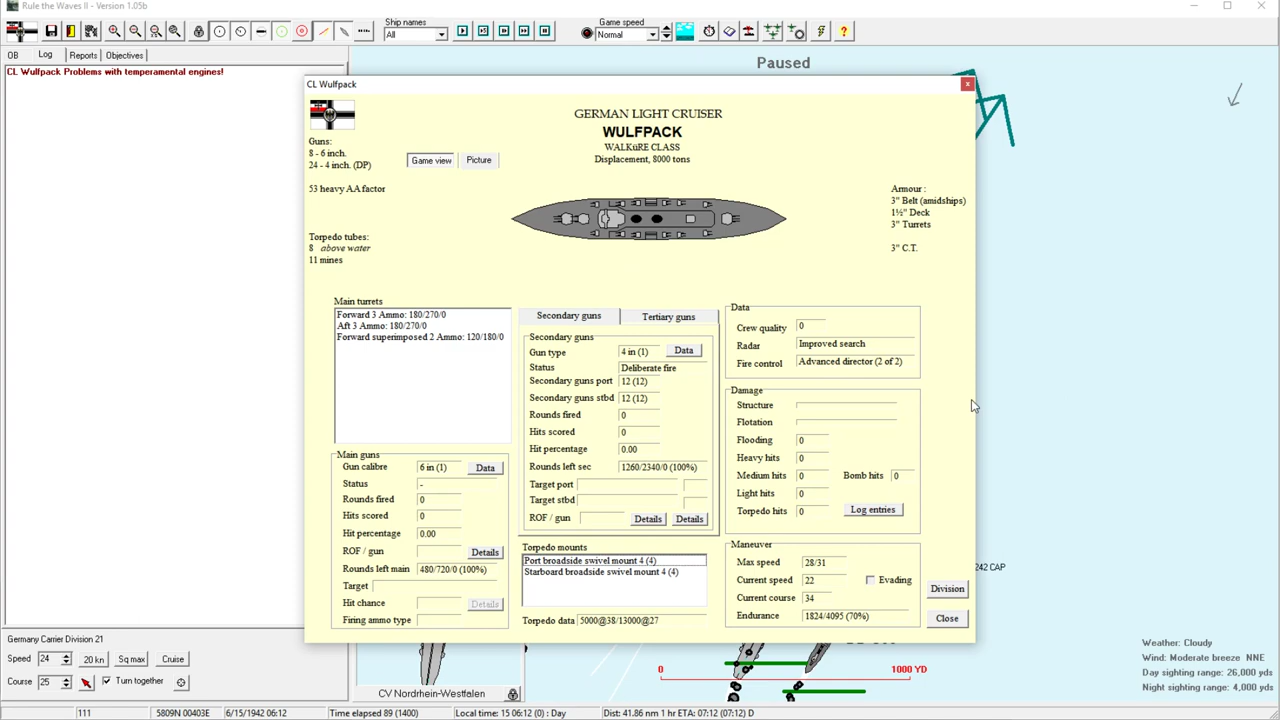 Rule the Waves II - Version 1.05b
Ship names
All
Game speed
Normal
OB
Log
Reports
Objectives
Paused
CL Wulfpack Problems with temperamental engines!
CL Wulfpack
x
GERMAN LIGHT CRUISER
WULFPACK
WALKüRE CLASS
Displacement, 8000 tons
Guns:
8 - 6 inch.
24 - 4 inch. (DP)
53 heavy AA factor
Torpedo tubes:
8 above water
11 mines
Game view
Picture
Armour :
3" Belt (amidships)
1½" Deck
3" Turrets
3" C.T.
Main turrets
Forward 3 Ammo: 180/270/0
Aft 3 Ammo: 180/270/0
Forward superimposed 2 Ammo: 120/180/0
Main guns
Gun calibre 6 in (1) Data
Status -
Rounds fired 0
Hits scored 0
Hit percentage 0.00
ROF / gun Details
Rounds left main 480/720/0 (100%)
Target
Hit chance Details
Firing ammo type
Secondary guns
Tertiary guns
Secondary guns
Gun type 4 in (1) Data
Status Deliberate fire
Secondary guns port 12 (12)
Secondary guns stbd 12 (12)
Rounds fired 0
Hits scored 0
Hit percentage 0.00
Rounds left sec 1260/2340/0 (100%)
Target port
Target stbd
ROF / gun Details Details
Torpedo mounts
Port broadside swivel mount 4 (4)
Starboard broadside swivel mount 4 (4)
Torpedo data 5000@38/13000@27
Data
Crew quality 0
Radar Improved search
Fire control Advanced director (2 of 2)
Damage
Structure
Flotation
Flooding 0
Heavy hits 0
Medium hits 0 Bomb hits 0
Light hits 0
Torpedo hits 0 Log entries
Maneuver
Max speed 28/31
Current speed 22 Evading
Current course 34
Endurance 1824/4095 (70%)
Division
Close
242 CAP
Germany Carrier Division 21
Speed 24 20 kn Sq max Cruise
Course 25 Turn together
CV Nordrhein-Westfalen
0
1000 YD
Weather: Cloudy
Wind: Moderate breeze NNE
Day sighting range: 26,000 yds
Night sighting range: 4,000 yds
111
5809N 00403E
6/15/1942 06:12
Time elapsed 89 (1400)
Local time: 15 06:12 (0) : Day
Dist: 41.86 nm 1 hr ETA: 07:12 (07:12) D